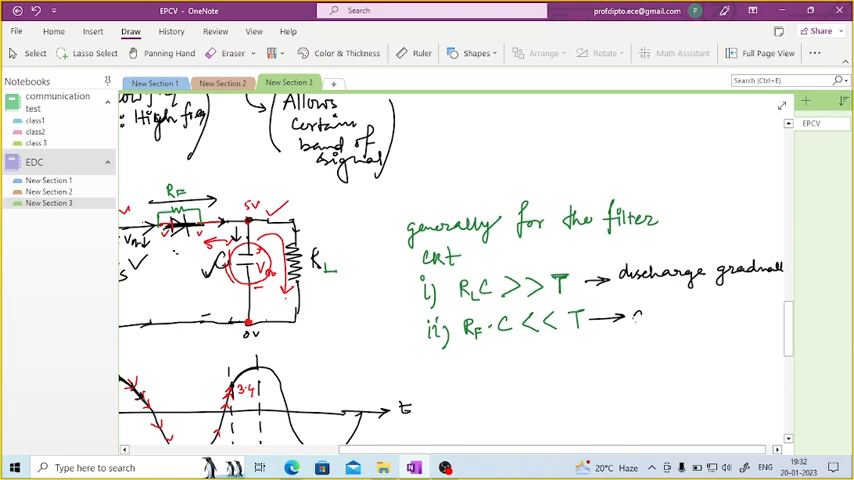 EPCV - OneNote
Search
profdipto.ece@gmail.com
P
File
Home
Insert
Draw
History
Review
View
Help
Share
Select
Lasso Select
Panning Hand
Eraser
Color & Thickness
Ruler
Shapes
Arrange
Rotate
Math Assistant
Full Page View
Notebooks
New Section 1
New Section 2
New Section 3
+
Search (Ctrl+E)
communication
test
class1
class2
class 3
EDC
New Section 1
New Section 2
New Section 3
EPCV
: High freq
Allows
certain
band of
signal
RF
5V
C
RL
0V
3.4
t
generally for the filter
CKT
i) RLC >> T → discharge graduall
ii) RF.C << T →
Type here to search
20°C Haze
ENG
19:32
20-01-2023